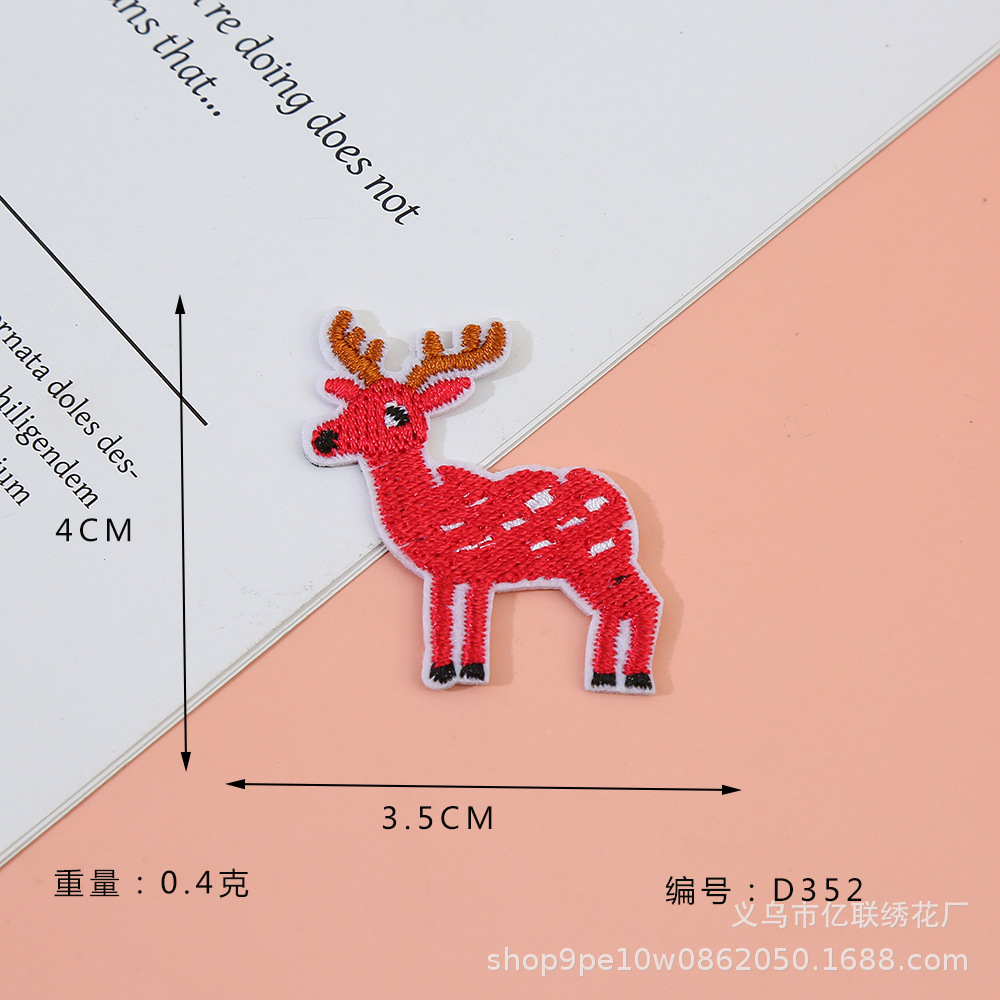 're doing does not
ns that...
ernata doles des-
hiligendem
ium
4CM
3.5CM
重量：0.4克
编号：D352
义乌市亿联绣花厂
shop9pe10w0862050.1688.com